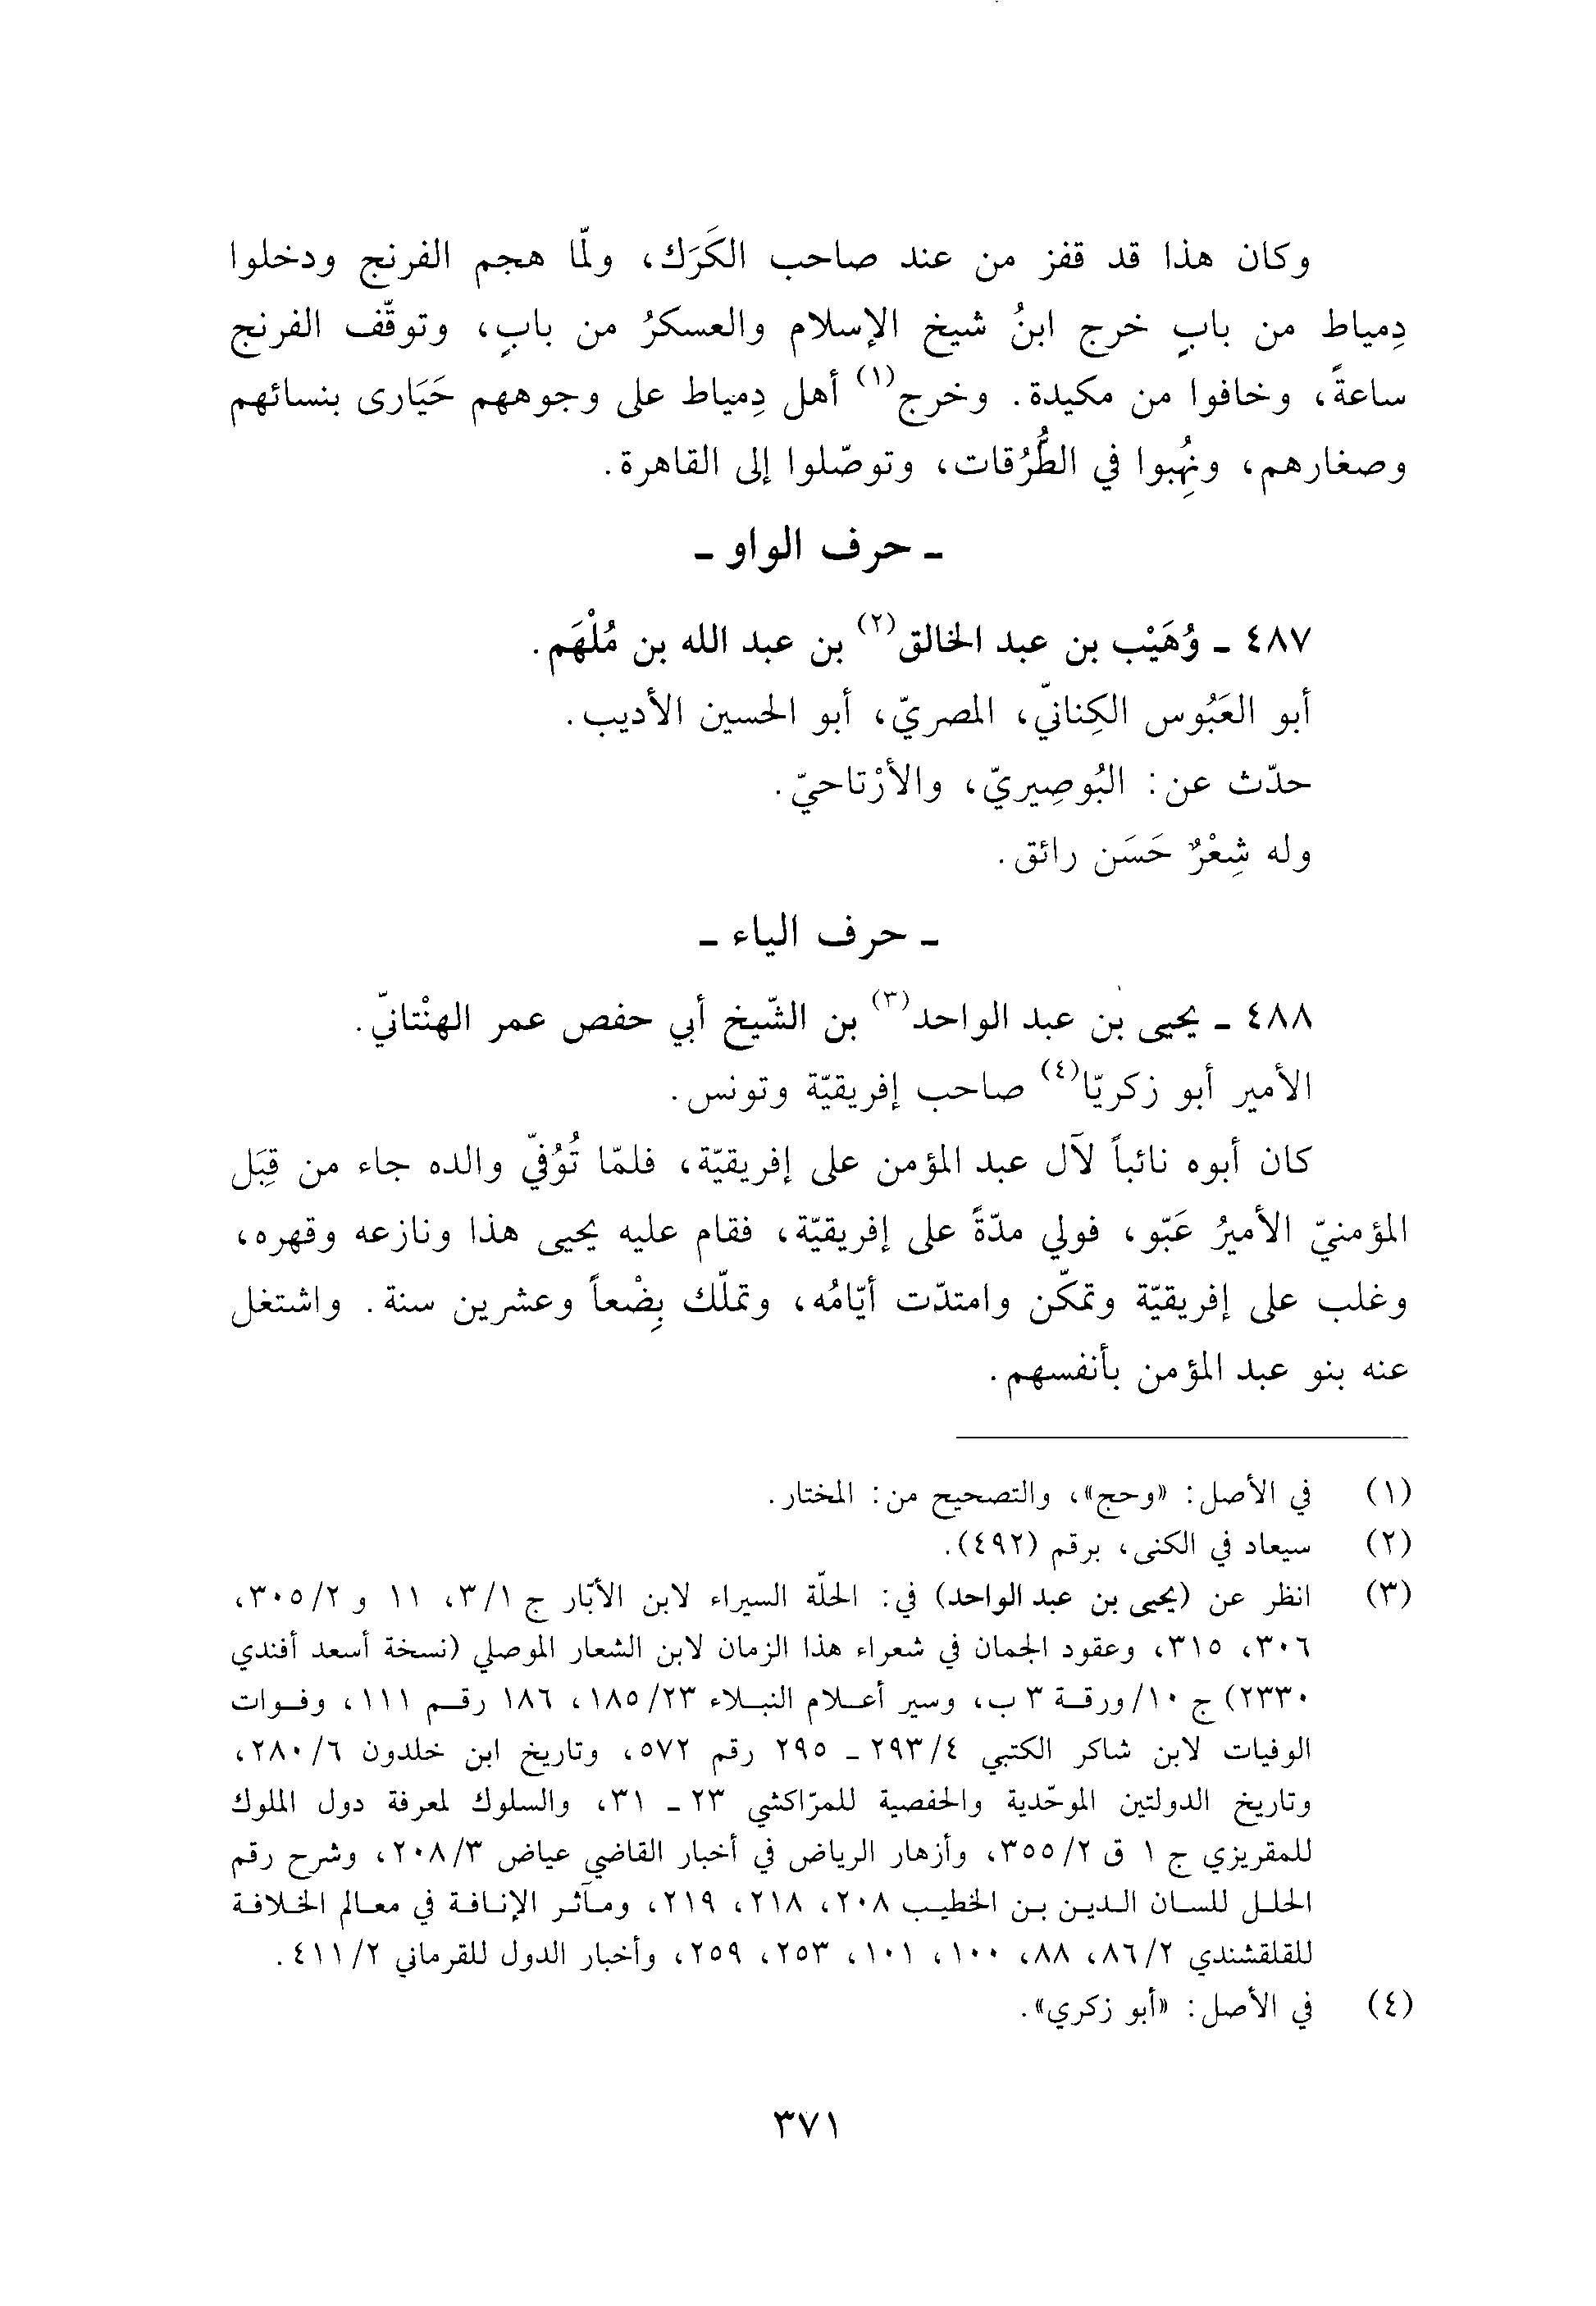 وكان هذا قد قفز من عند صاحب الكَرَك، ولمّا هجم الفرنج ودخلوا
دِمياط من بابٍ خرج ابنُ شيخ الإسلام والعسكرُ من بابٍ، وتوقّف الفرنج
ساعةً، وخافوا من مكيدة. وخرج(١) أهل دِمياط على وجوههم حَيَارى بنسائهم
وصغارهم، ونُهِبوا في الطُّرُقات، وتوصّلوا إلى القاهرة.
ـ حرف الواو ـ
٤٨٧ ـ وُهَيْب بن عبد الخالق(٢) بن عبد الله بن مُلْهَم.
أبو العَبُوس الكِنانيّ، المصريّ، أبو الحسين الأديب.
حدّث عن: البُوصِيريّ، والأرْتاحيّ.
وله شِعْرٌ حَسَن رائق.
ـ حرف الياء ـ
٤٨٨ ـ يحيى بن عبد الواحد(٣) بن الشّيخ أبي حفص عمر الهنْتانيّ.
الأمير أبو زكريّا(٤) صاحب إفريقيّة وتونس.
كان أبوه نائباً لآل عبد المؤمن على إفريقيّة، فلمّا تُوُفيّ والده جاء من قِبَل
المؤمنيّ الأميرُ عَبّو، فولي مدّةً على إفريقيّة، فقام عليه يحيى هذا ونازعه وقهره،
وغلب على إفريقيّة وتمكّن وامتدّت أيّامُه، وتملّك بِضْعاً وعشرين سنة. واشتغل
عنه بنو عبد المؤمن بأنفسهم.
(١) في الأصل: «وحج»، والتصحيح من: المختار.
(٢) سيعاد في الكنى، برقم (٤٩٢).
(٣) انظر عن (يحيى بن عبد الواحد) في: الحلّة السيراء لابن الأبّار ج ٣/١، ١١ و ٣٠٥/٢،
٣٠٦، ٣١٥، وعقود الجمان في شعراء هذا الزمان لابن الشعار الموصلي (نسخة أسعد أفندي
٢٣٣٠) ج ١٠/ورقة ٣ ب، وسير أعلام النبلاء ١٨٥/٢٣، ١٨٦ رقم ١١١، وفوات
الوفيات لابن شاكر الكتبي ٢٩٣/٤ ـ ٢٩٥ رقم ٥٧٢، وتاريخ ابن خلدون ٢٨٠/٦،
وتاريخ الدولتين الموحّدية والحفصية للمرّاكشي ٢٣ ـ ٣١، والسلوك لمعرفة دول الملوك
للمقريزي ج ١ ق ٣٥٥/٢، وأزهار الرياض في أخبار القاضي عياض ٢٠٨/٣، وشرح رقم
الحلل للسان الدين بن الخطيب ٢٠٨، ٢١٨، ٢١٩، ومآثر الإنافة في معالم الخلافة
للقلقشندي ٨٦/٢، ٨٨، ١٠٠، ١٠١، ٢٥٣، ٢٥٩، وأخبار الدول للقرماني ٤١١/٢.
(٤) في الأصل: «أبو زكري».
٣٧١